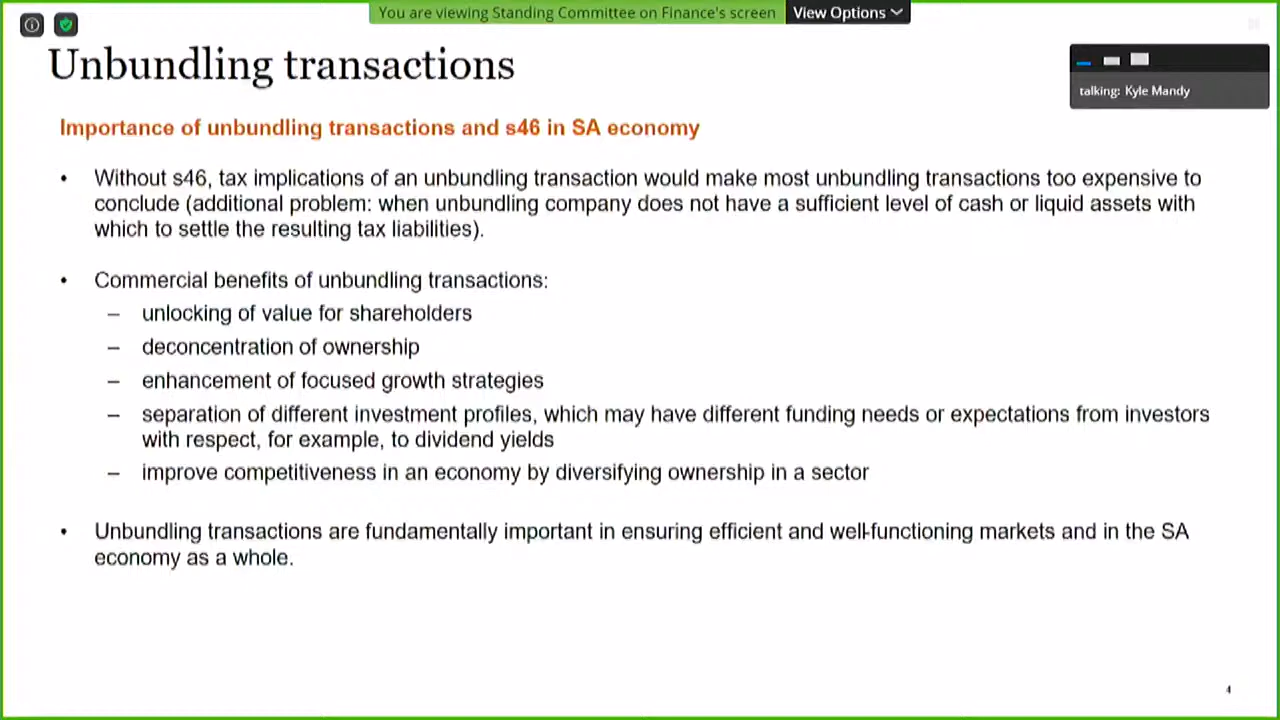 You are viewing Standing Committee on Finance's screen
View Options
Unbundling transactions
talking: Kyle Mandy
Importance of unbundling transactions and s46 in SA economy
• Without s46, tax implications of an unbundling transaction would make most unbundling transactions too expensive to
conclude (additional problem: when unbundling company does not have a sufficient level of cash or liquid assets with
which to settle the resulting tax liabilities).
• Commercial benefits of unbundling transactions:
– unlocking of value for shareholders
– deconcentration of ownership
– enhancement of focused growth strategies
– separation of different investment profiles, which may have different funding needs or expectations from investors
with respect, for example, to dividend yields
– improve competitiveness in an economy by diversifying ownership in a sector
• Unbundling transactions are fundamentally important in ensuring efficient and well-functioning markets and in the SA
economy as a whole.
4